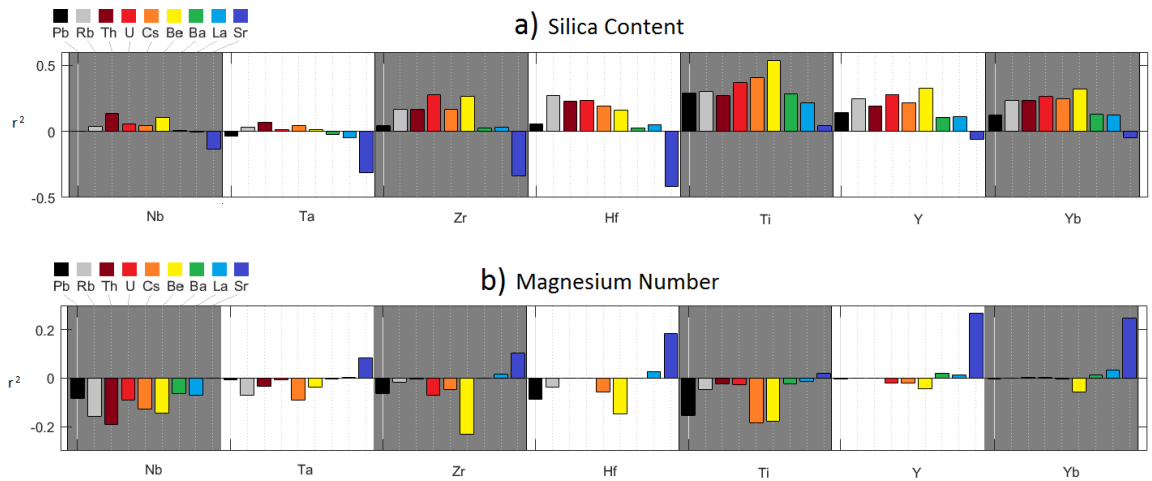 a) Silica Content
Pb Rb Th U Cs Be Ba La Sr
0.5
r²
0
-0.5
Nb Ta Zr Hf Ti Y Yb
b) Magnesium Number
Pb Rb Th U Cs Be Ba La Sr
0.2
r²
0
-0.2
Nb Ta Zr Hf Ti Y Yb